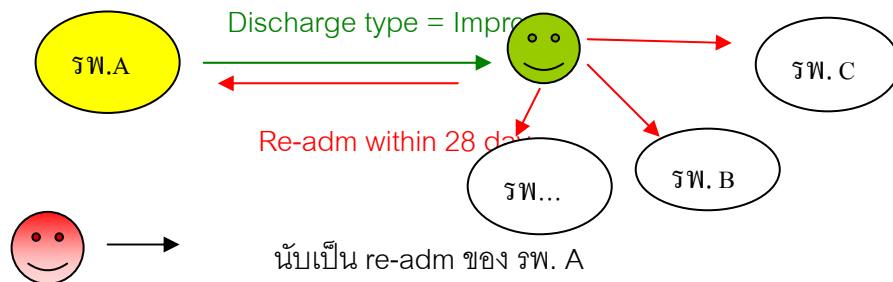 Discharge type = Impro
รพ.A
รพ. C
Re-adm within 28 day
รพ...
รพ. B
นับเป็น re-adm ของ รพ. A